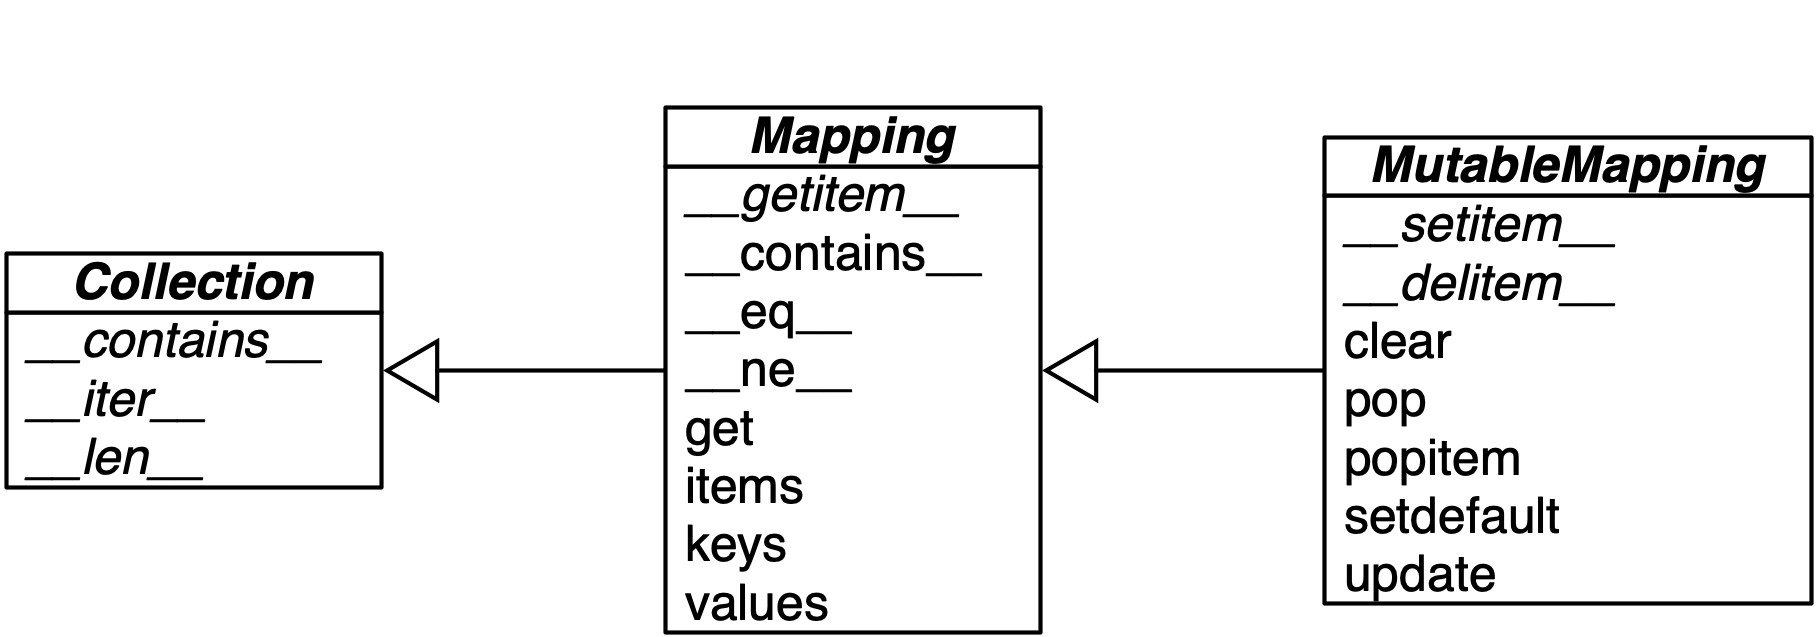 Collection
__contains__
__iter__
__len__
Mapping
__getitem__
__contains__
__eq__
__ne__
get
items
keys
values
MutableMapping
__setitem__
__delitem__
clear
pop
popitem
setdefault
update